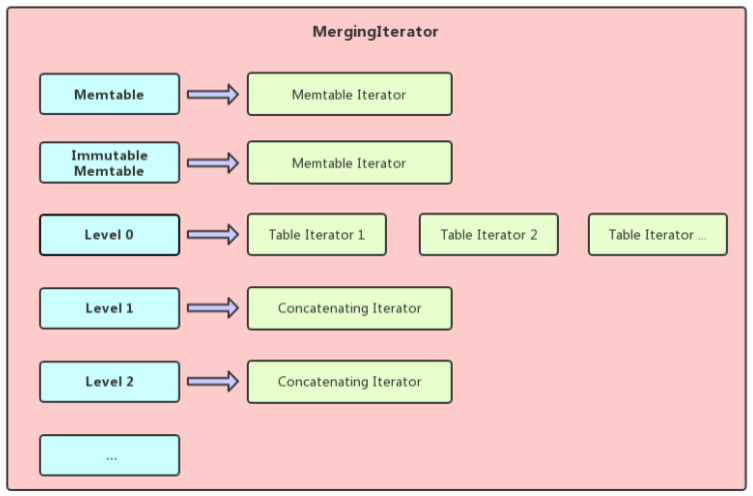 MergingIterator
Memtable
Memtable Iterator
Immutable
Memtable
Memtable Iterator
Level 0
Table Iterator 1
Table Iterator 2
Table Iterator ...
Level 1
Concatenating Iterator
Level 2
Concatenating Iterator
...